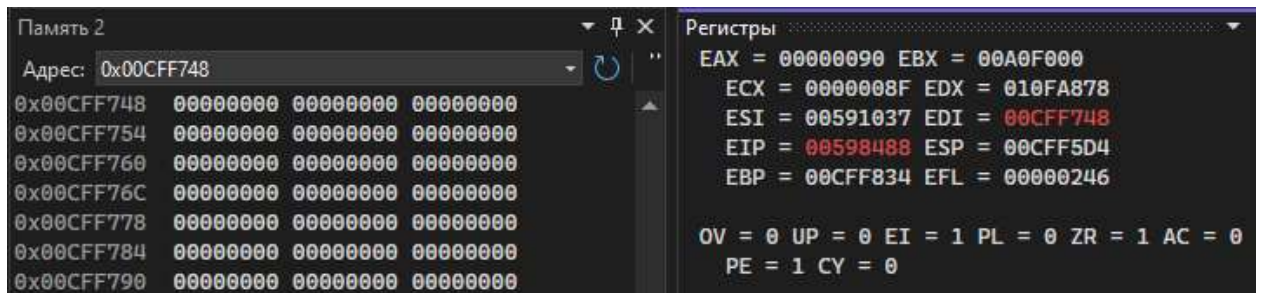 Память 2
Адрес: 0x00CFF748
0x00CFF748 00000000 00000000 00000000
0x00CFF754 00000000 00000000 00000000
0x00CFF760 00000000 00000000 00000000
0x00CFF76C 00000000 00000000 00000000
0x00CFF778 00000000 00000000 00000000
0x00CFF784 00000000 00000000 00000000
0x00CFF790 00000000 00000000 00000000
Регистры
EAX = 00000090 EBX = 00A0F000
ECX = 0000008F EDX = 010FA878
ESI = 00591037 EDI = 00CFF748
EIP = 00598488 ESP = 00CFF5D4
EBP = 00CFF834 EFL = 00000246
OV = 0 UP = 0 EI = 1 PL = 0 ZR = 1 AC = 0
PE = 1 CY = 0